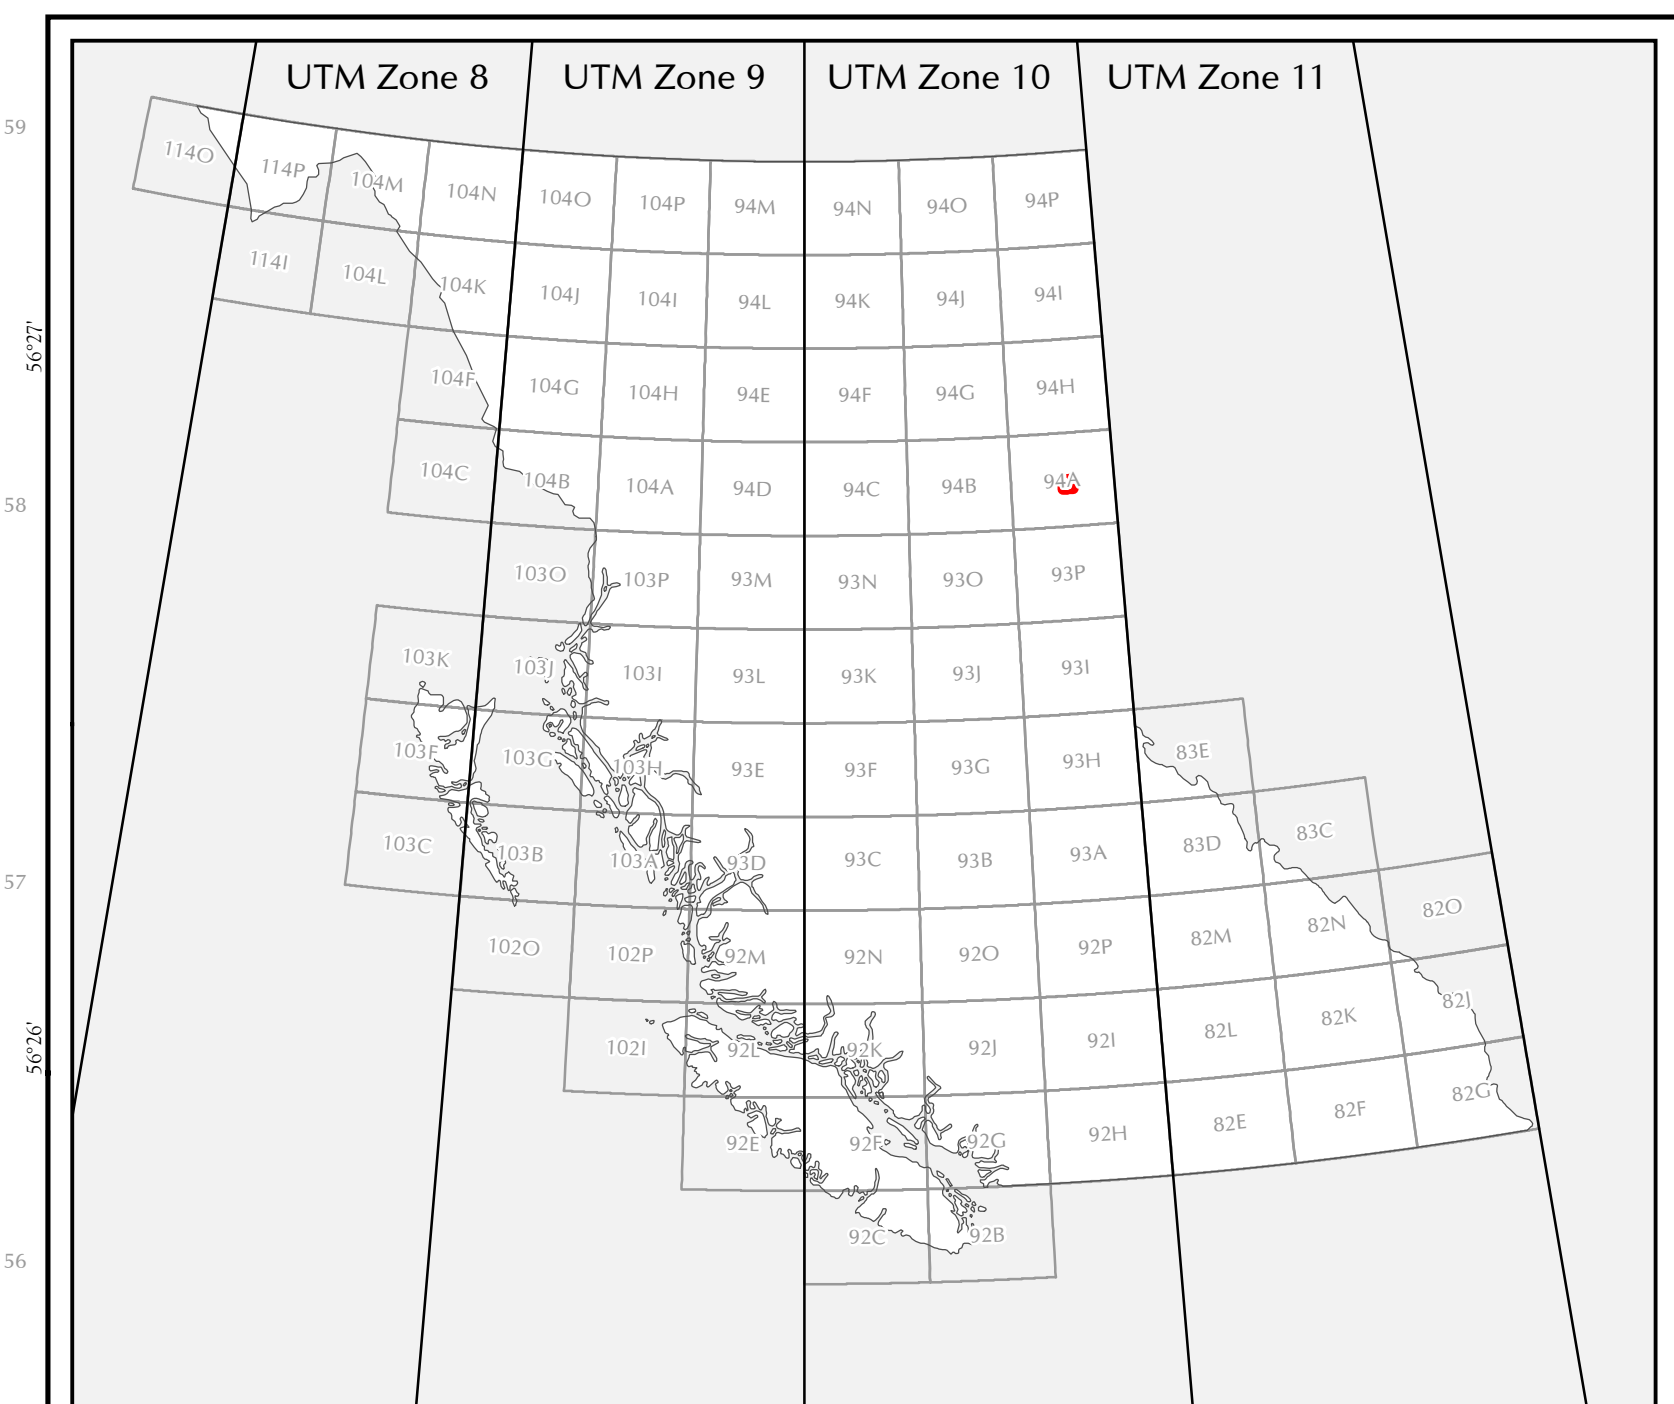 UTM Zone 8 UTM Zone 9 UTM Zone 10 UTM Zone 11
59
58
57
56
56°27'
56°26'
114O 114P 104M 104N 104O 104P 94M 94N 94O 94P
114I 104L 104K 104J 104I 94L 94K 94J 94I
104F 104G 104H 94E 94F 94G 94H
104C 104B 104A 94D 94C 94B 94A
103O 103P 93M 93N 93O 93P
103K 103J 103I 93L 93K 93J 93I
103F 103G 103H 93E 93F 93G 93H 83E
103C 103B 103A 93D 93C 93B 93A 83D 83C
102O 102P 92M 92N 92O 92P 82M 82N 82O
102I 92L 92K 92J 92I 82L 82K 82J
92E 92F 92G 92H 82E 82F 82G
92C 92B